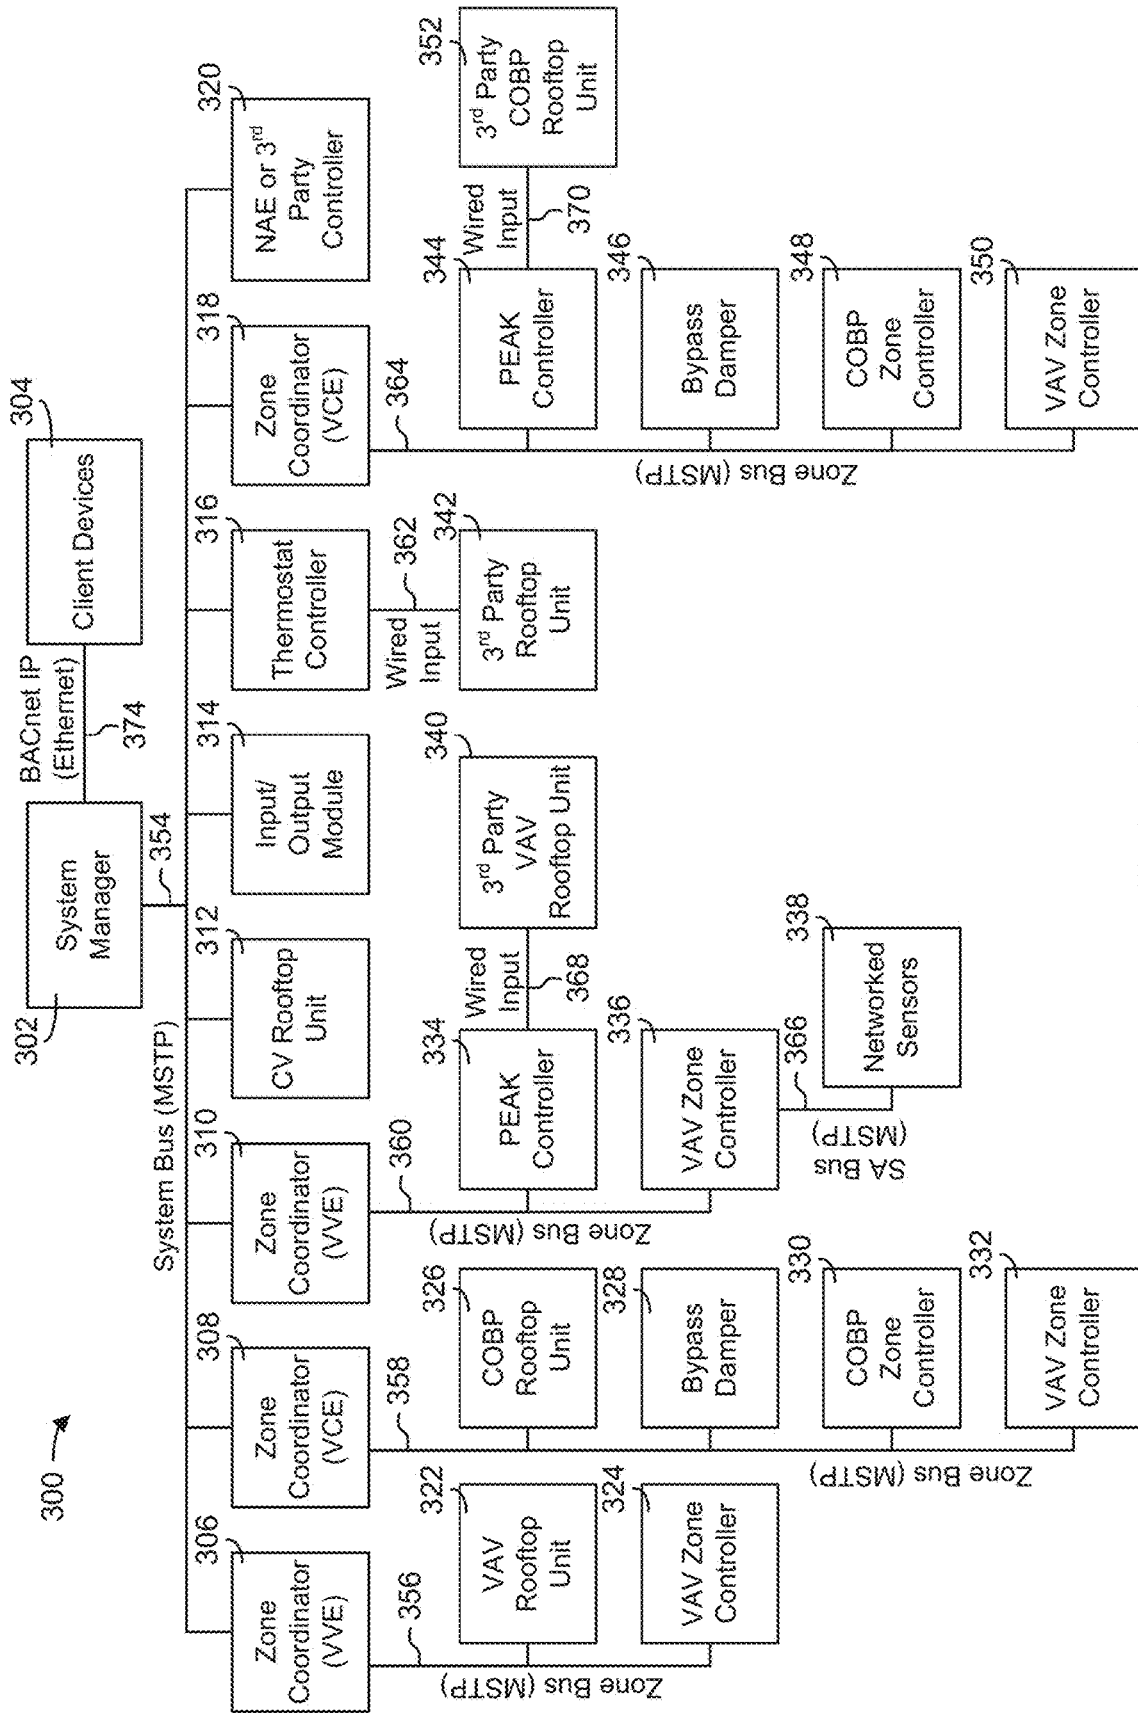 300
302
System
Manager
BACnet IP
(Ethernet)
374
304
Client Devices
354
System Bus (MSTP)
306
Zone
Coordinator
(VVE)
308
Zone
Coordinator
(VCE)
310
Zone
Coordinator
(VVE)
312
CV Rooftop
Unit
314
Input/
Output
Module
316
Thermostat
Controller
318
Zone
Coordinator
(VCE)
320
NAE or 3rd
Party
Controller
356
Zone Bus (MSTP)
322
VAV
Rooftop
Unit
324
VAV Zone
Controller
358
Zone Bus (MSTP)
326
COBP
Rooftop
Unit
328
Bypass
Damper
330
COBP
Zone
Controller
332
VAV Zone
Controller
360
Zone Bus (MSTP)
334
PEAK
Controller
Wired
Input
368
340
3rd Party
VAV
Rooftop Unit
336
VAV Zone
Controller
366
SA Bus
(MSTP)
338
Networked
Sensors
362
Wired
Input
342
3rd Party
Rooftop
Unit
364
Zone Bus (MSTP)
344
PEAK
Controller
Wired
Input
370
352
3rd Party
COBP
Rooftop
Unit
346
Bypass
Damper
348
COBP
Zone
Controller
350
VAV Zone
Controller